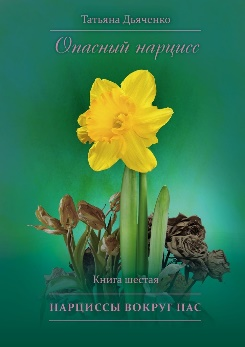 Татьяна Дьяченко
Опасный нарцисс
Книга шестая
НАРЦИССЫ ВОКРУГ НАС